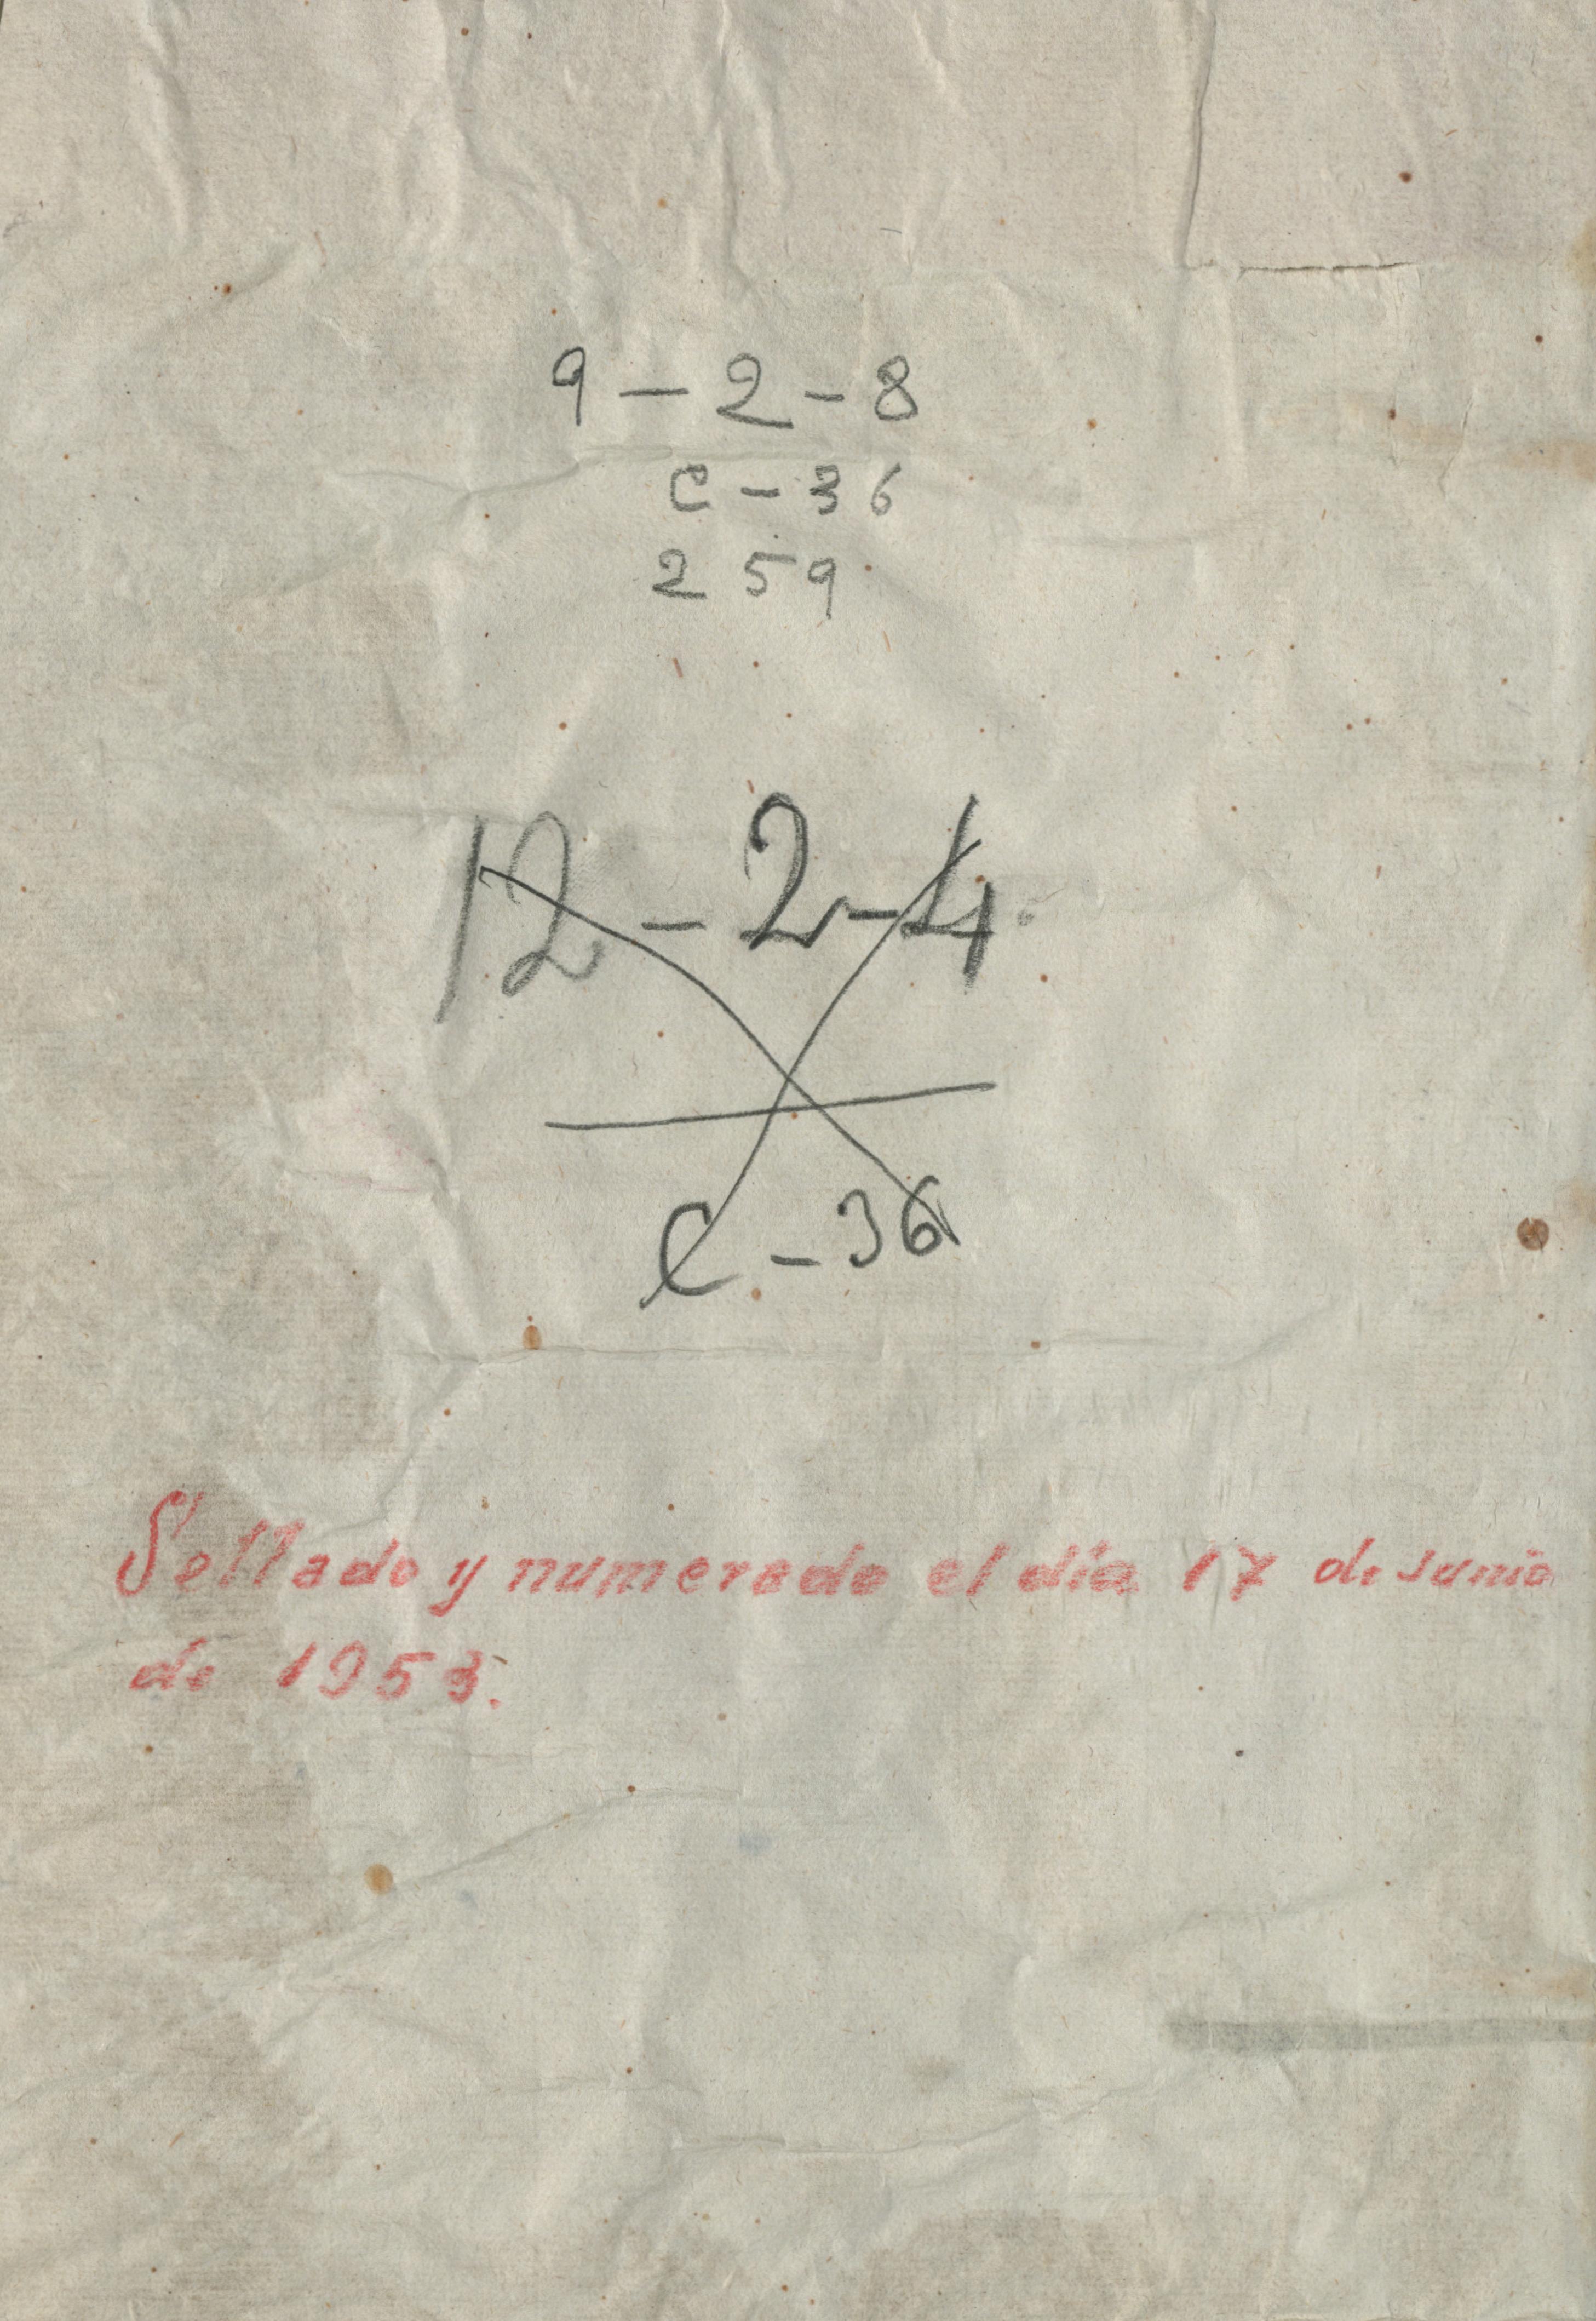 9-2-8
C-36
259
12-2-4
C-36
Sellado y numerado el día 17 de Junio
de 1953.